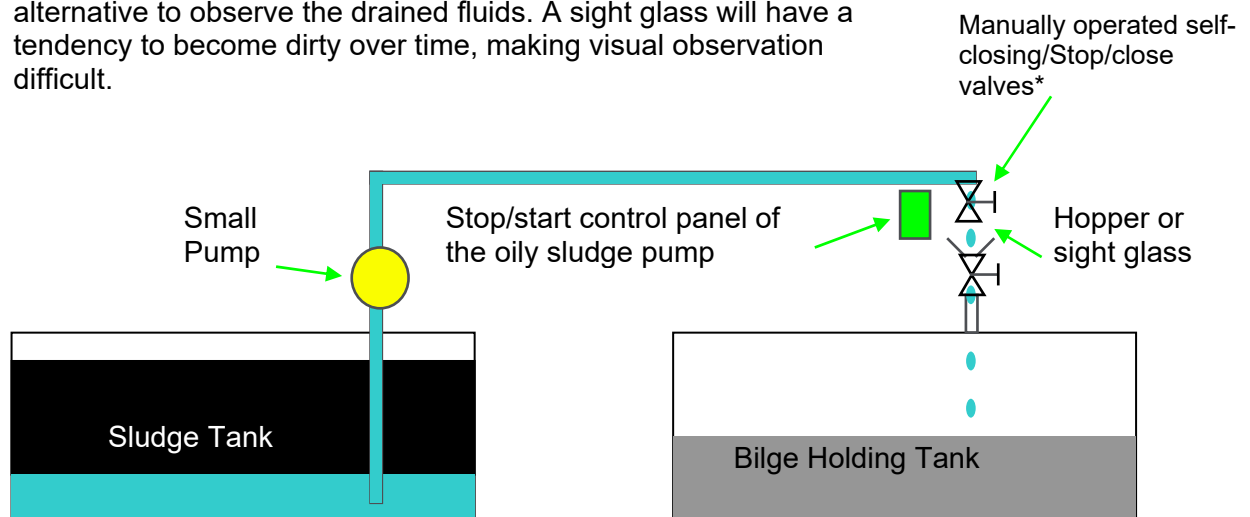 alternative to observe the drained fluids. A sight glass will have a
tendency to become dirty over time, making visual observation
difficult.
Manually operated self-
closing/Stop/close
valves*
Small
Pump
Stop/start control panel of
the oily sludge pump
Hopper or
sight glass
Sludge Tank
Bilge Holding Tank